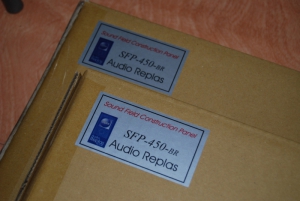 Sound Field Construction Panel
SFP-450-BR
Audio Replas
Sound Field Construction Panel
SFP-450-BR
Audio Replas